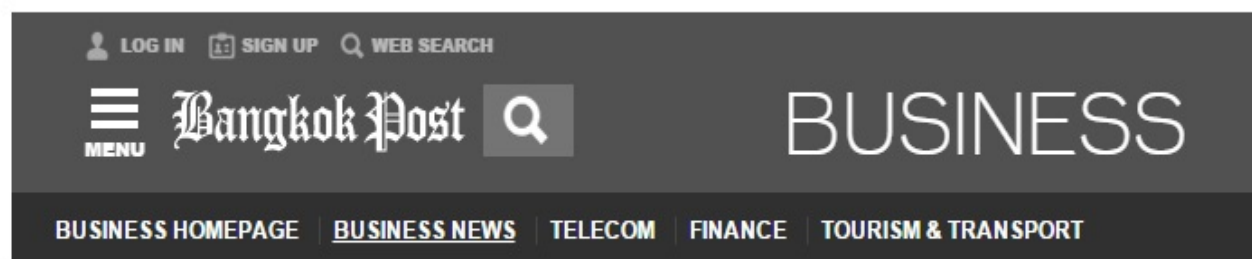 LOG IN SIGN UP WEB SEARCH
MENU Bangkok Post BUSINESS
BUSINESS HOMEPAGE BUSINESS NEWS TELECOM FINANCE TOURISM & TRANSPORT